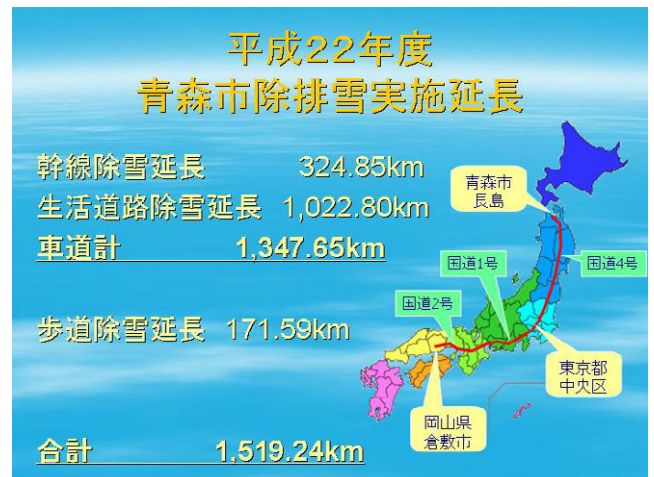 平成２２年度
青森市除排雪実施延長
幹線除雪延長 324.85km
生活道路除雪延長 1,022.80km
車道計 1,347.65km
歩道除雪延長 171.59km
合計 1,519.24km
青森市
長島
国道1号
国道4号
国道2号
東京都
中央区
岡山県
倉敷市